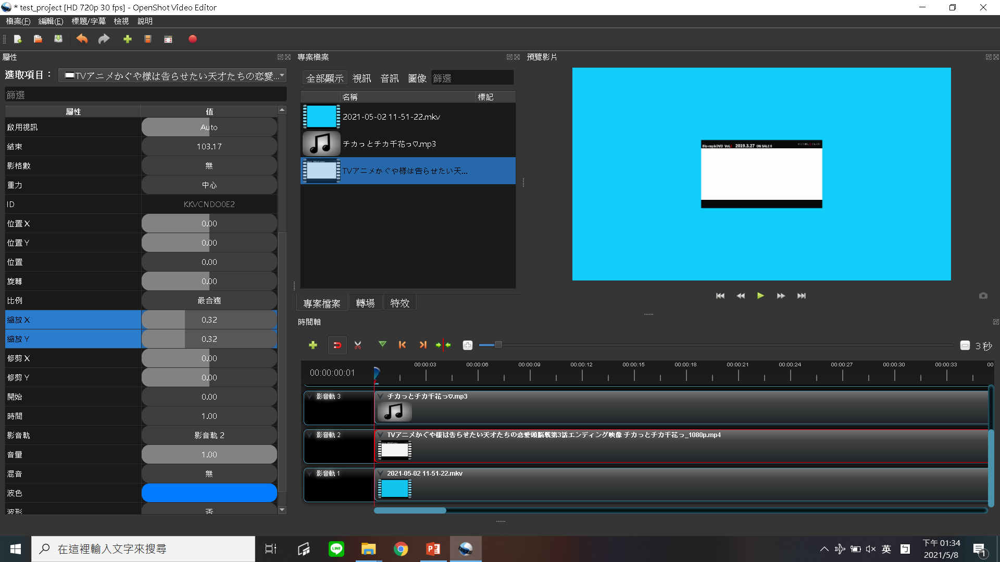 * test_project [HD 720p 30 fps] - OpenShot Video Editor
檔案(F) 編輯(E) 標題/字幕 檢視 說明
屬性
選取項目：
TVアニメかぐや様は告らせたい天才たちの恋愛...
篩選
屬性 值
啟用視訊 Auto
結束 103.17
影格數 無
重力 中心
ID KKVCNDO0E2
位置 X 0.00
位置 Y 0.00
位置 0.00
旋轉 0.00
比例 最合適
縮放 X 0.32
縮放 Y 0.32
修剪 X 0.00
修剪 Y 0.00
開始 0.00
時間 1.00
影音軌 影音軌 2
音量 1.00
混音 無
波色
波形 否
專案檔案
全部顯示 視訊 音訊 圖像 篩選
名稱 標記
2021-05-02 11-51-22.mkv
チカっとチカ千花っ♡.mp3
TVアニメかぐや様は告らせたい天...
專案檔案 轉場 特效
預覽影片
Blu-ray&DVD Vol.1 2019.3.27 ON SALE!!
時間軸
3 秒
00:00:00:01
00:00:03 00:00:06 00:00:09 00:00:12 00:00:15 00:00:18 00:00:21 00:00:24 00:00:27 00:00:30 00:00:33 00
影音軌 3
チカっとチカ千花っ♡.mp3
影音軌 2
TVアニメかぐや様は告らせたい天才たちの恋愛頭脳戦第3話エンディング映像 チカっとチカ千花っ_1080p.mp4
影音軌 1
2021-05-02 11-51-22.mkv
在這裡輸入文字來搜尋
LINE
英
下午 01:34
2021/5/8
1